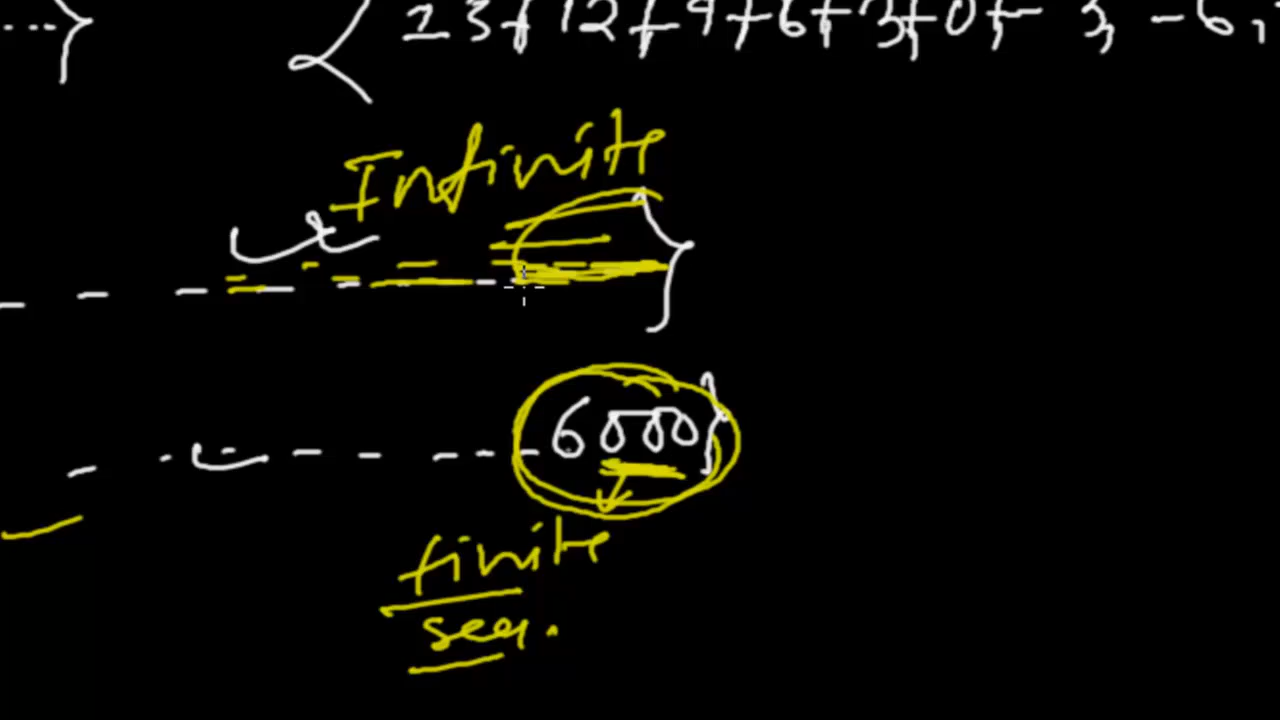 ...} { 23+12+9+6+3+0+-3, -6,
Infinite
- - - - - - }
- - - - - - - 6000}
finite
seq.